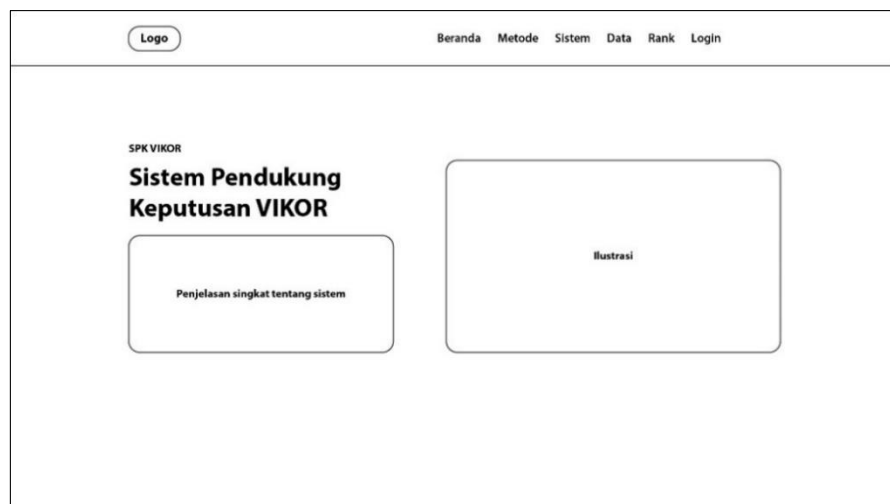 Logo
Beranda Metode Sistem Data Rank Login
SPK VIKOR
Sistem Pendukung
Keputusan VIKOR
Penjelasan singkat tentang sistem
Ilustrasi